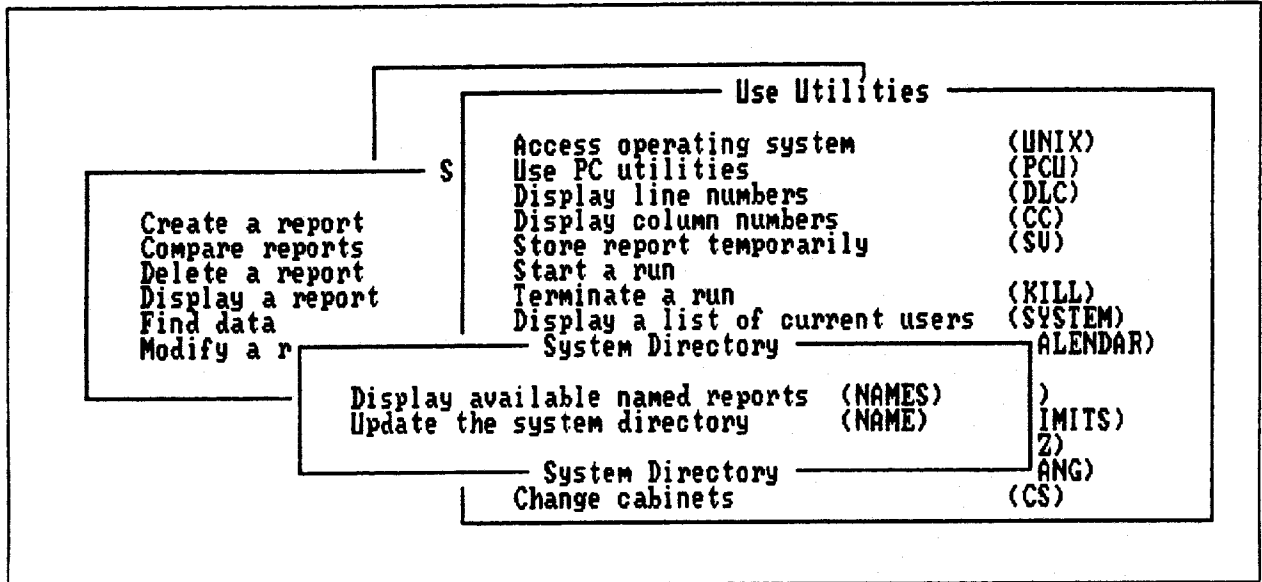 Use Utilities
Access operating system (UNIX)
Use PC utilities (PCU)
Display line numbers (DLC)
Display column numbers (CC)
Store report temporarily (SV)
Start a run
Terminate a run (KILL)
Display a list of current users (SYSTEM)
ALENDAR)
)
IMITS)
Z)
ANG)
Change cabinets (CS)
S
Create a report
Compare reports
Delete a report
Display a report
Find data
Modify a r
System Directory
Display available named reports (NAMES)
Update the system directory (NAME)
System Directory